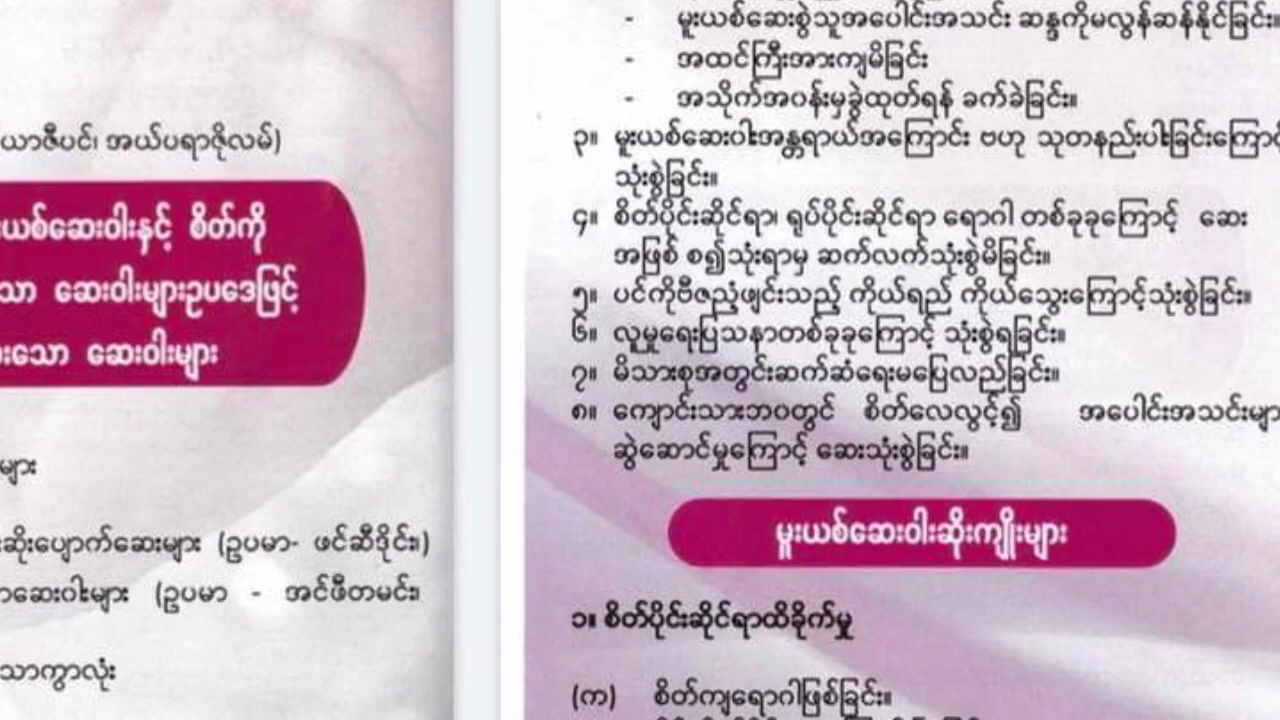 ယာဇီပင်၊ အယ်ပရာဇိုလမ်)
ယစ်ဆေးဝါးနှင့် စိတ်ကို
သော ဆေးဝါးများဥပဒေဖြင့်
သော ဆေးဝါးများ
များ
ဆိုးပျောက်ဆေးများ (ဥပမာ- ဖင်ဆီဒိုင်း၊)
ဆေးဝါးများ (ဥပမာ - အင်ဖီတမင်း၊
သာကွာလုံး
- မူးယစ်ဆေးစွဲသူအပေါင်းအသင်း ဆန္ဒကိုမလွန်ဆန်နိုင်ခြင်း။
- အထင်ကြီးအားကျမိခြင်း
- အသိုက်အဝန်းမှခွဲထုတ်ရန် ခက်ခဲခြင်း။
၃။ မူးယစ်ဆေးဝါးအန္တရာယ်အကြောင်း ဗဟု သုတနည်းပါးခြင်းကြောင့်
သုံးစွဲခြင်း။
၄။ စိတ်ပိုင်းဆိုင်ရာ၊ ရုပ်ပိုင်းဆိုင်ရာ ရောဂါ တစ်ခုခုကြောင့် ဆေး
အဖြစ် စ၍သုံးရာမှ ဆက်လက်သုံးစွဲမိခြင်း။
၅။ ပင်ကိုဗီဇညံ့ဖျင်းသည့် ကိုယ်ရည် ကိုယ်သွေးကြောင့်သုံးစွဲခြင်း။
၆။ လူမှုရေးပြသနာတစ်ခုခုကြောင့် သုံးစွဲရခြင်း။
၇။ မိသားစုအတွင်းဆက်ဆံရေးမပြေလည်ခြင်း။
၈။ ကျောင်းသားဘဝတွင် စိတ်လေလွင့်၍ အပေါင်းအသင်းများ
ဆွဲဆောင်မှုကြောင့် ဆေးသုံးစွဲခြင်း။
မူးယစ်ဆေးဝါးဆိုးကျိုးများ
၁။ စိတ်ပိုင်းဆိုင်ရာထိခိုက်မှု
(က) စိတ်ကျရောဂါဖြစ်ခြင်း။